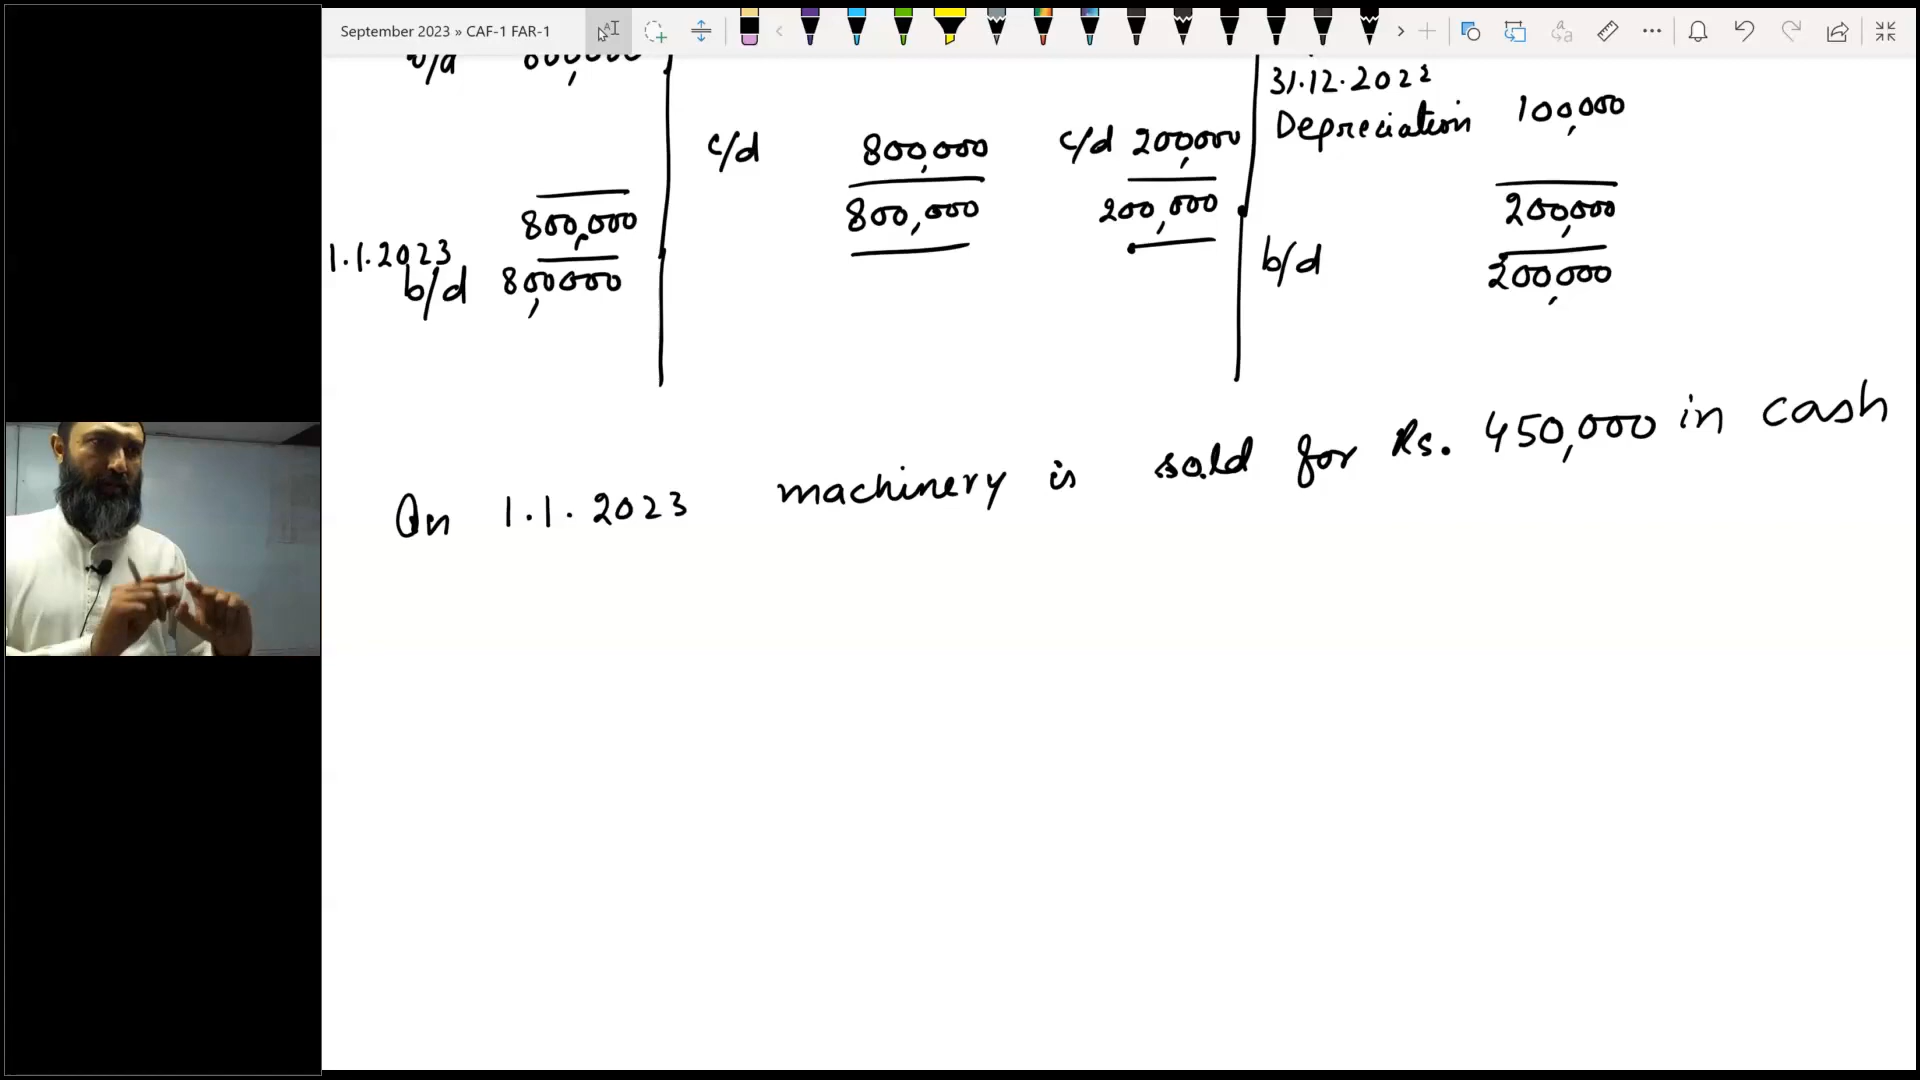 September 2023 » CAF-1 FAR-1
b/d 800,000
31.12.2022
Depreciation 100,000
c/d 800,000 c/d 200,000
800,000 800,000 200,000 200,000
1.1.2023
b/d 800,000 b/d 200,000
On 1.1.2023 machinery is sold for Rs. 450,000 in cash